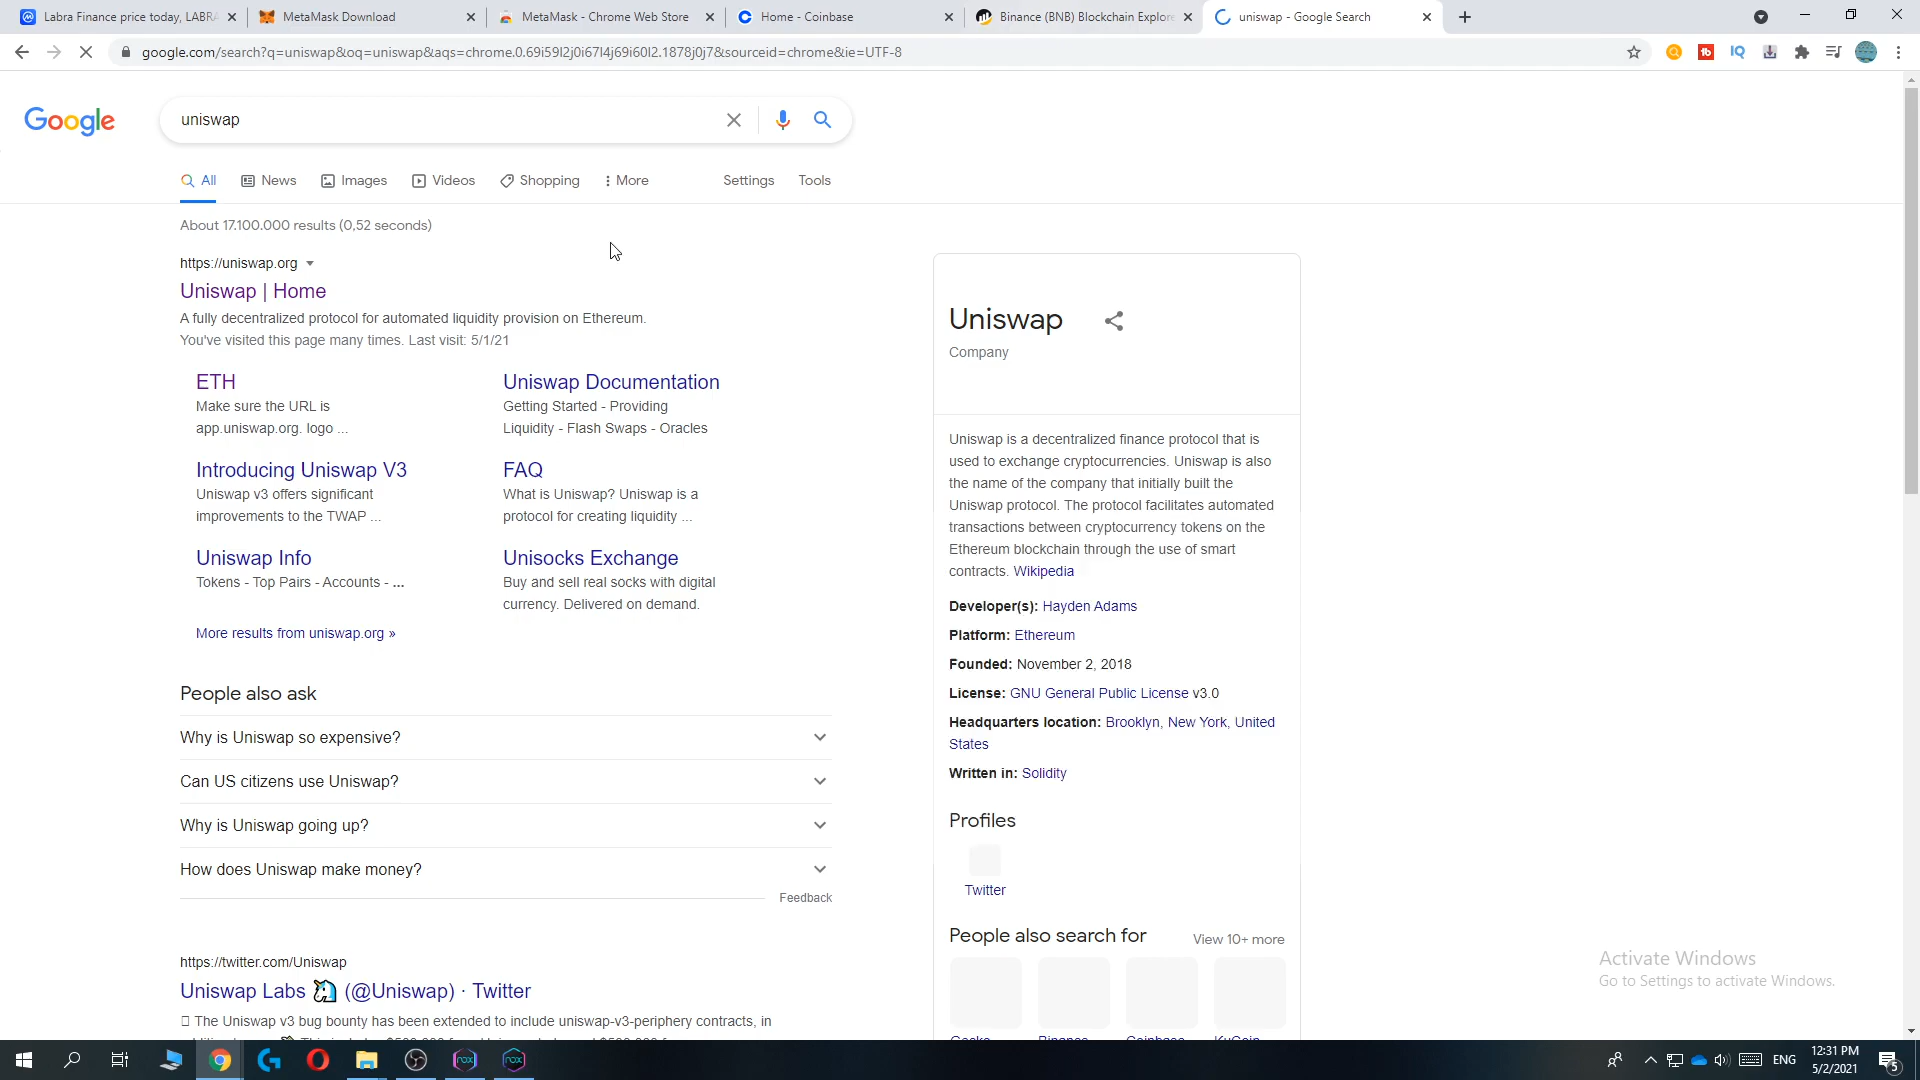 Labra Finance price today, LABRA
MetaMask Download
MetaMask - Chrome Web Store
Home - Coinbase
Binance (BNB) Blockchain Explore
uniswap - Google Search
google.com/search?q=uniswap&oq=uniswap&aqs=chrome.0.69i59l2j0i67l4j69i60l2.1878j0j7&sourceid=chrome&ie=UTF-8
Google
uniswap
All
News
Images
Videos
Shopping
More
Settings
Tools
About 17.100.000 results (0,52 seconds)
https://uniswap.org
Uniswap | Home
A fully decentralized protocol for automated liquidity provision on Ethereum.
You've visited this page many times. Last visit: 5/1/21
ETH
Make sure the URL is
app.uniswap.org. logo ...
Uniswap Documentation
Getting Started - Providing
Liquidity - Flash Swaps - Oracles
Introducing Uniswap V3
Uniswap v3 offers significant
improvements to the TWAP ...
FAQ
What is Uniswap? Uniswap is a
protocol for creating liquidity ...
Uniswap Info
Tokens - Top Pairs - Accounts - ...
Unisocks Exchange
Buy and sell real socks with digital
currency. Delivered on demand.
More results from uniswap.org »
People also ask
Why is Uniswap so expensive?
Can US citizens use Uniswap?
Why is Uniswap going up?
How does Uniswap make money?
Feedback
https://twitter.com/Uniswap
Uniswap Labs 🦄 (@Uniswap) · Twitter
The Uniswap v3 bug bounty has been extended to include uniswap-v3-periphery contracts, in
Uniswap
Company
Uniswap is a decentralized finance protocol that is
used to exchange cryptocurrencies. Uniswap is also
the name of the company that initially built the
Uniswap protocol. The protocol facilitates automated
transactions between cryptocurrency tokens on the
Ethereum blockchain through the use of smart
contracts. Wikipedia
Developer(s): Hayden Adams
Platform: Ethereum
Founded: November 2, 2018
License: GNU General Public License v3.0
Headquarters location: Brooklyn, New York, United
States
Written in: Solidity
Profiles
Twitter
People also search for
View 10+ more
Activate Windows
Go to Settings to activate Windows.
ENG
12:31 PM
5/2/2021
5